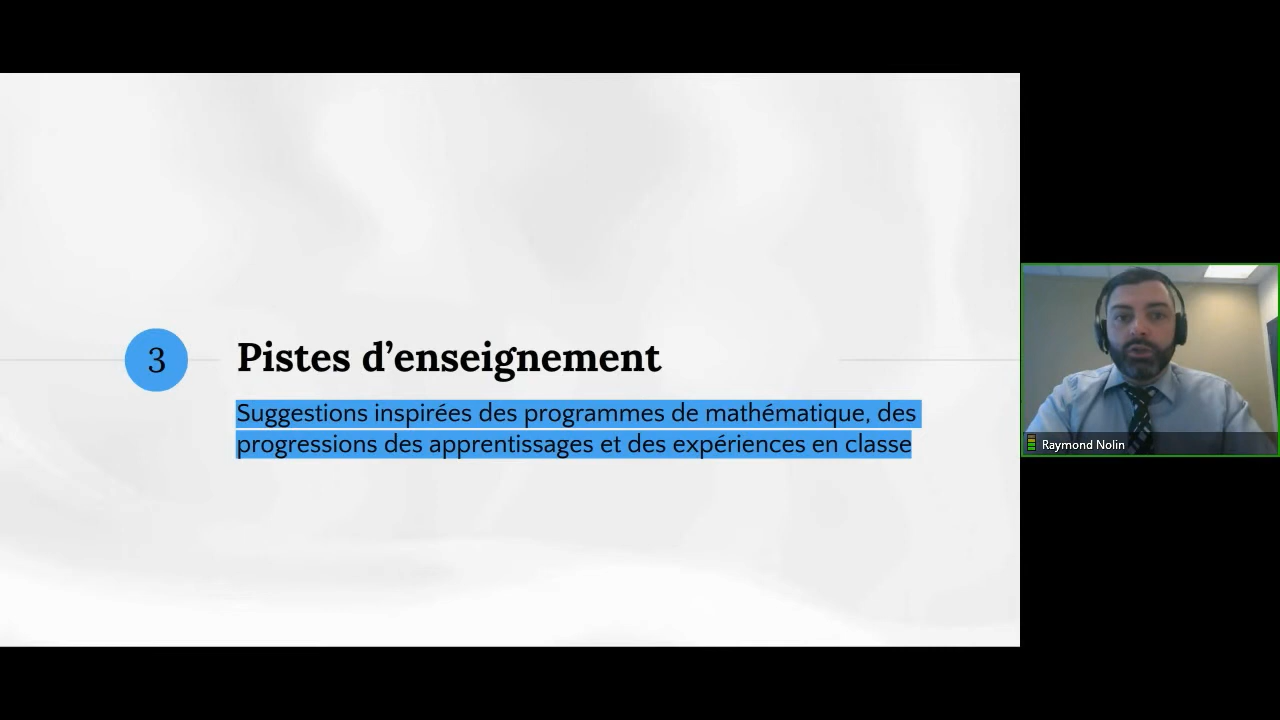 3
Pistes d’enseignement
Suggestions inspirées des programmes de mathématique, des
progressions des apprentissages et des expériences en classe
Raymond Nolin